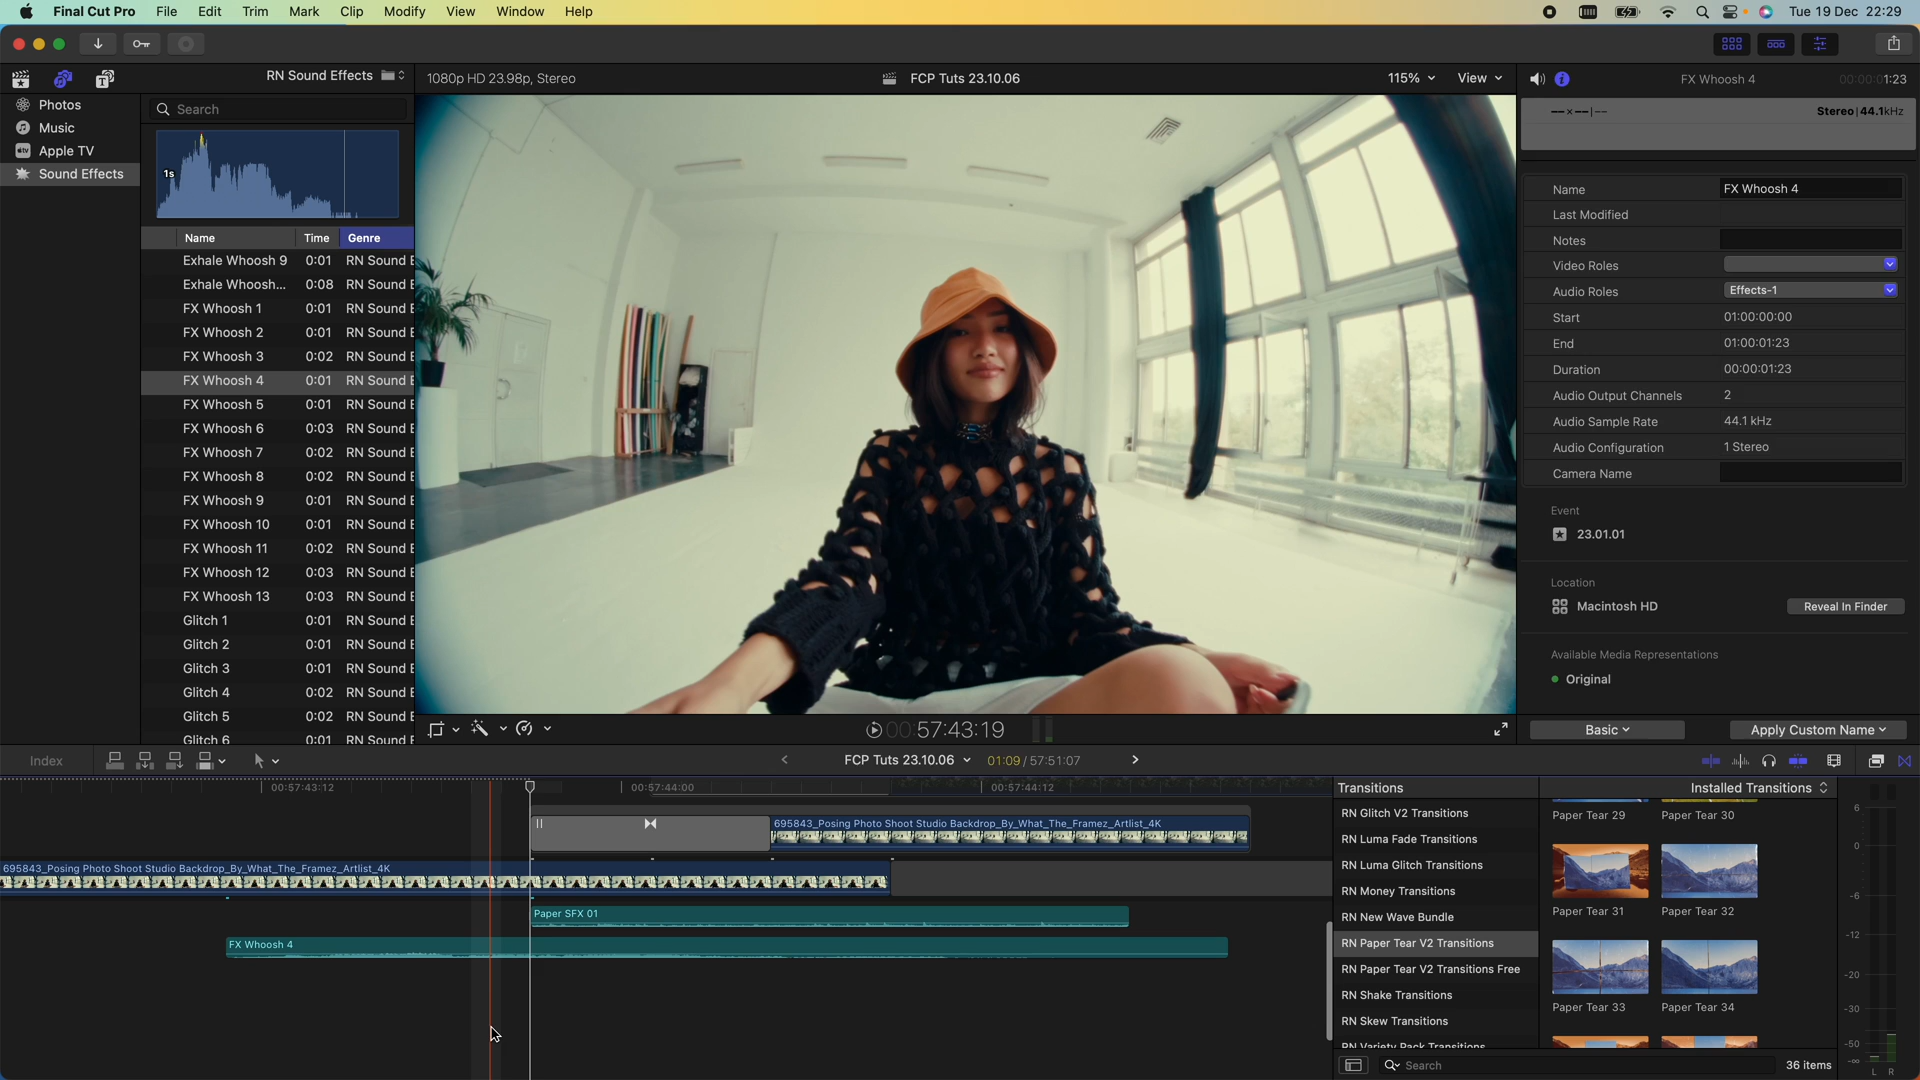 Final Cut Pro File Edit Trim Mark Clip Modify View Window Help Tue 19 Dec 22:29
RN Sound Effects
1080p HD 23.98p, Stereo
FCP Tuts 23.10.06
115%
View
FX Whoosh 4
00:00:01:23
Photos
Music
Apple TV
Sound Effects
Search
1s
Name Time Genre
Exhale Whoosh 9 0:01 RN Sound E
Exhale Whoosh... 0:08 RN Sound E
FX Whoosh 1 0:01 RN Sound E
FX Whoosh 2 0:01 RN Sound E
FX Whoosh 3 0:02 RN Sound E
FX Whoosh 4 0:01 RN Sound E
FX Whoosh 5 0:01 RN Sound E
FX Whoosh 6 0:03 RN Sound E
FX Whoosh 7 0:02 RN Sound E
FX Whoosh 8 0:02 RN Sound E
FX Whoosh 9 0:01 RN Sound E
FX Whoosh 10 0:01 RN Sound E
FX Whoosh 11 0:02 RN Sound E
FX Whoosh 12 0:03 RN Sound E
FX Whoosh 13 0:03 RN Sound E
Glitch 1 0:01 RN Sound E
Glitch 2 0:01 RN Sound E
Glitch 3 0:01 RN Sound E
Glitch 4 0:02 RN Sound E
Glitch 5 0:02 RN Sound E
Glitch 6 0:01 RN Sound E
Stereo | 44.1kHz
Name FX Whoosh 4
Last Modified
Notes
Video Roles
Audio Roles Effects-1
Start 01:00:00:00
End 01:00:01:23
Duration 00:00:01:23
Audio Output Channels 2
Audio Sample Rate 44.1 kHz
Audio Configuration 1 Stereo
Camera Name
Event
23.01.01
Location
Macintosh HD Reveal In Finder
Available Media Representations
Original
Basic Apply Custom Name
00:57:43:19
Index
FCP Tuts 23.10.06 01:09 / 57:51:07
00:57:43:12 00:57:44:00 00:57:44:12
695843_Posing Photo Shoot Studio Backdrop_By_What_The_Framez_Artlist_4K
695843_Posing Photo Shoot Studio Backdrop_By_What_The_Framez_Artlist_4K
Paper SFX 01
FX Whoosh 4
Transitions Installed Transitions
RN Glitch V2 Transitions
RN Luma Fade Transitions
RN Luma Glitch Transitions
RN Money Transitions
RN New Wave Bundle
RN Paper Tear V2 Transitions
RN Paper Tear V2 Transitions Free
RN Shake Transitions
RN Skew Transitions
RN Variety Pack Transitions
Paper Tear 29 Paper Tear 30
Paper Tear 31 Paper Tear 32
Paper Tear 33 Paper Tear 34
Search 36 items
6
0
-6
-12
-20
-30
-50
-∞
L R